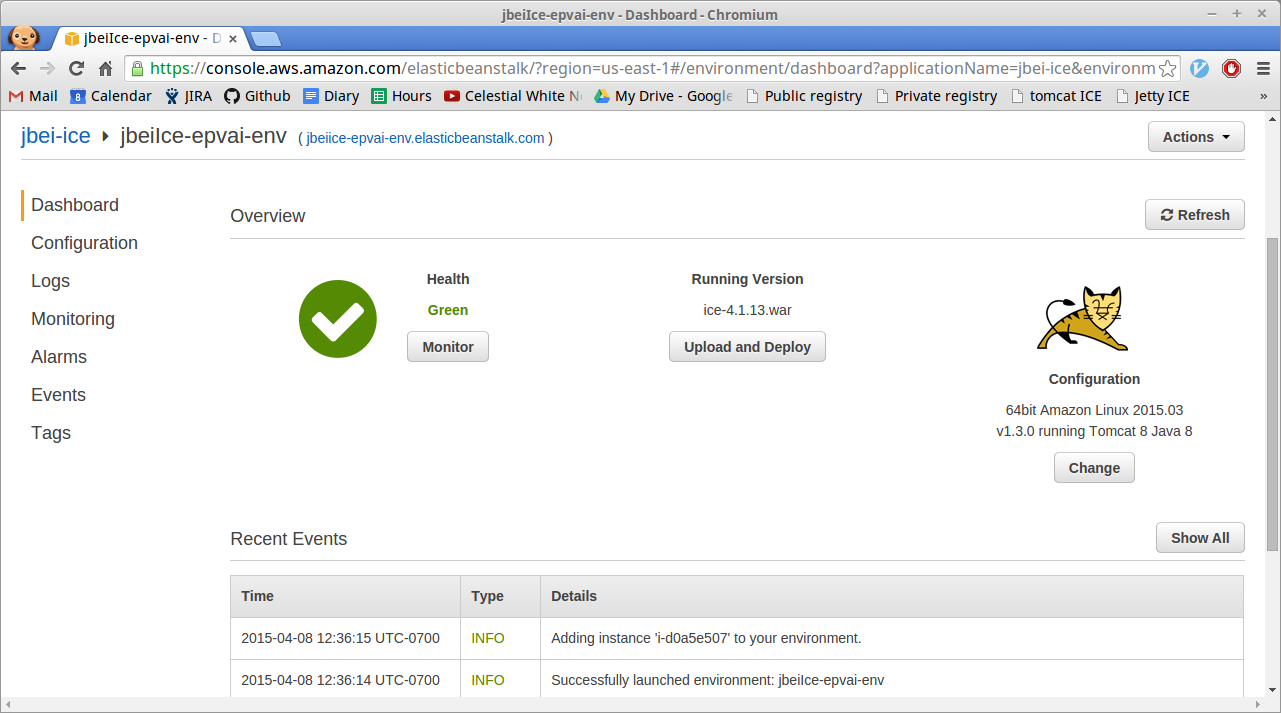 jbeiIce-epvai-env - Dashboard - Chromium
jbeiIce-epvai-env - D
https://console.aws.amazon.com/elasticbeanstalk/?region=us-east-1#/environment/dashboard?applicationName=jbei-ice&environm
Mail Calendar JIRA Github Diary Hours Celestial White N My Drive - Google Public registry Private registry tomcat ICE Jetty ICE »
jbei-ice jbeiIce-epvai-env ( jbeiice-epvai-env.elasticbeanstalk.com ) Actions
Dashboard
Configuration
Logs
Monitoring
Alarms
Events
Tags
Overview Refresh
Health
Green
Monitor
Running Version
ice-4.1.13.war
Upload and Deploy
Configuration
64bit Amazon Linux 2015.03
v1.3.0 running Tomcat 8 Java 8
Change
Recent Events Show All
Time Type Details
2015-04-08 12:36:15 UTC-0700 INFO Adding instance 'i-d0a5e507' to your environment.
2015-04-08 12:36:14 UTC-0700 INFO Successfully launched environment: jbeiIce-epvai-env